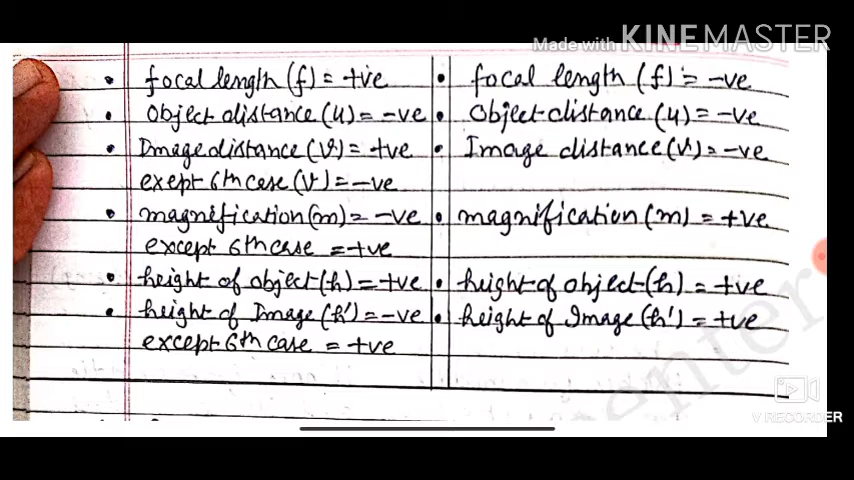 Made with KINEMASTER
• focal length (f) = +ve
• Object distance (u) = -ve
• Image distance (v) = +ve
exept 6th case (v) = -ve
• magnification (m) = -ve
except 6th case = +ve
• height of object (h) = +ve
• height of Image (h') = -ve
except 6th case = +ve
• focal length (f) = -ve
• Object distance (u) = -ve
• Image distance (v) = -ve
• magnification (m) = +ve
• height of object (h) = +ve
• height of Image (h') = +ve
V RECORDER